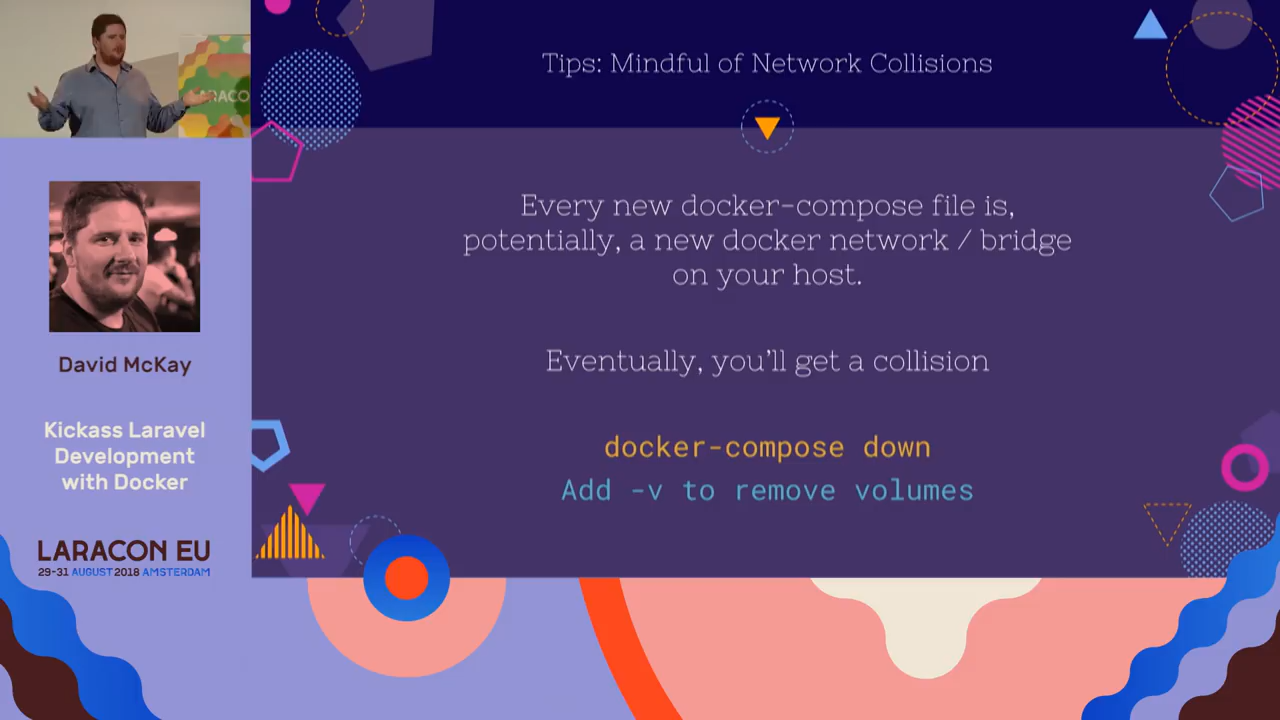 LARACO
David McKay
Kickass Laravel
Development
with Docker
LARACON EU
29-31 AUGUST 2018 AMSTERDAM
Tips: Mindful of Network Collisions
Every new docker-compose file is,
potentially, a new docker network / bridge
on your host.
Eventually, you'll get a collision
docker-compose down
Add -v to remove volumes